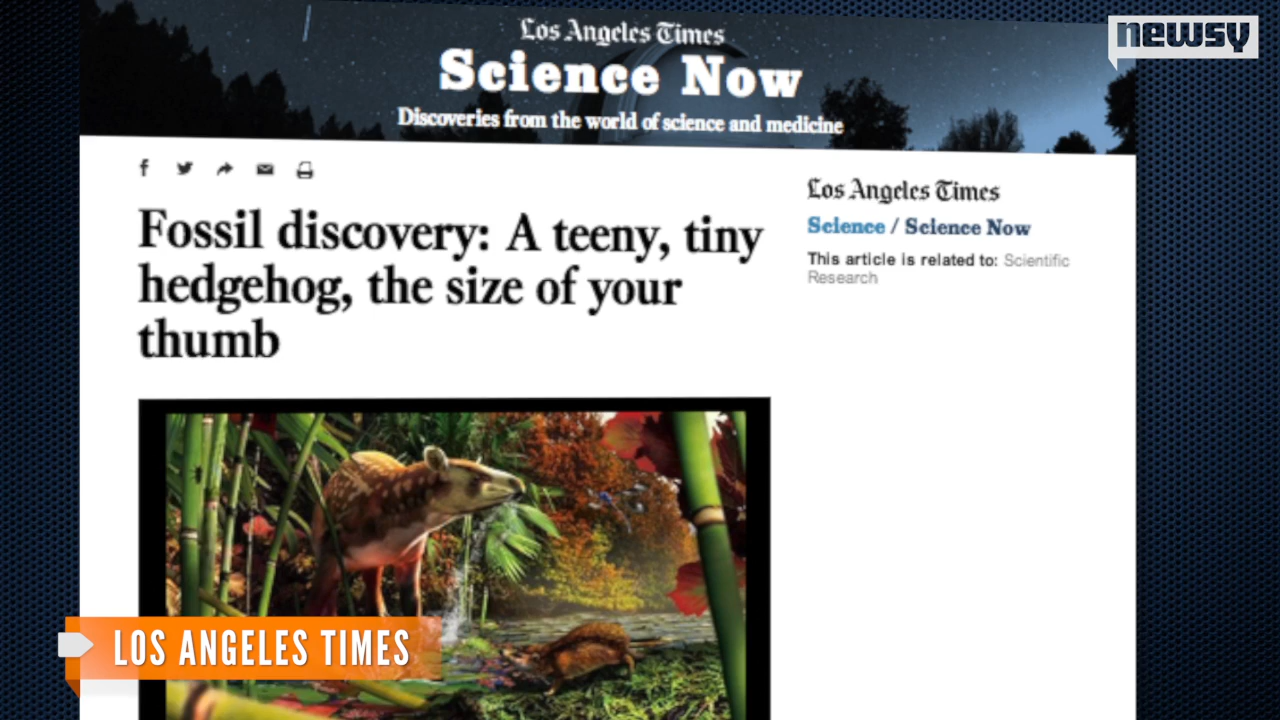 Los Angeles Times
newsy
Science Now
Discoveries from the world of science and medicine
Fossil discovery: A teeny, tiny
hedgehog, the size of your
thumb
Los Angeles Times
Science / Science Now
This article is related to: Scientific
Research
LOS ANGELES TIMES